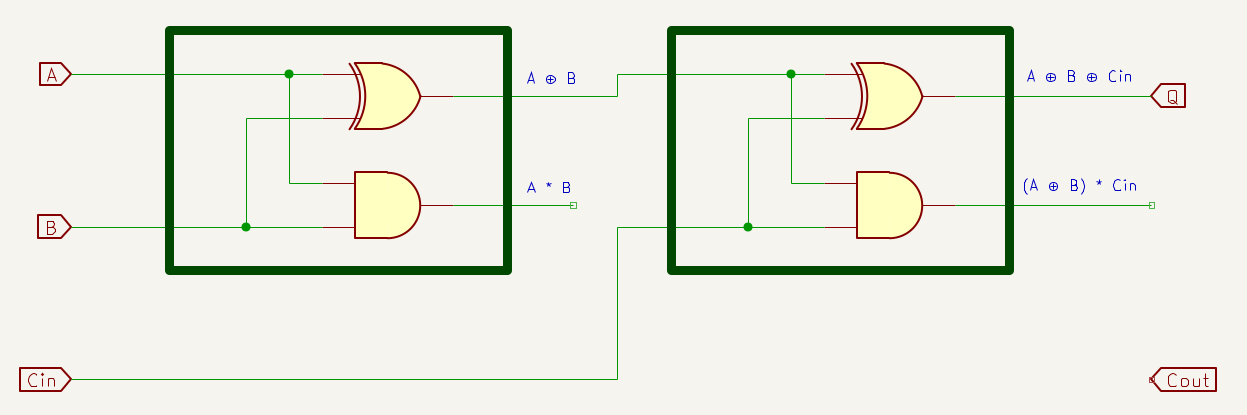 A
A ⊕ B
A ⊕ B ⊕ Cin
Q
A * B
(A ⊕ B) * Cin
B
Cin
Cout